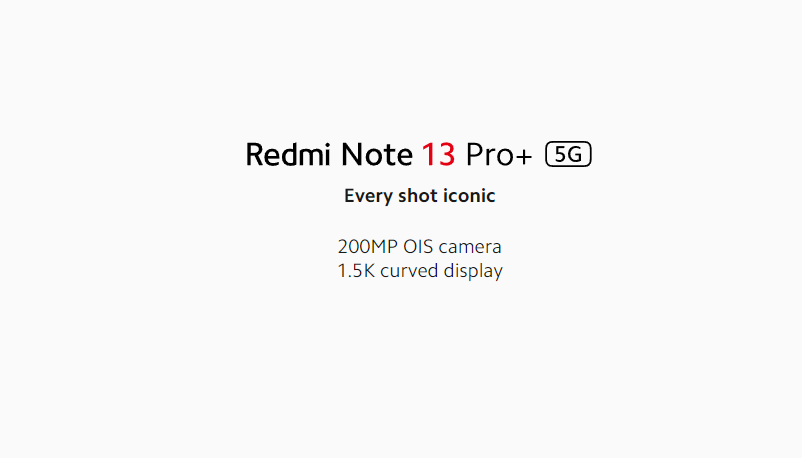 Redmi Note 13 Pro+ 5G
Every shot iconic
200MP OIS camera
1.5K curved display